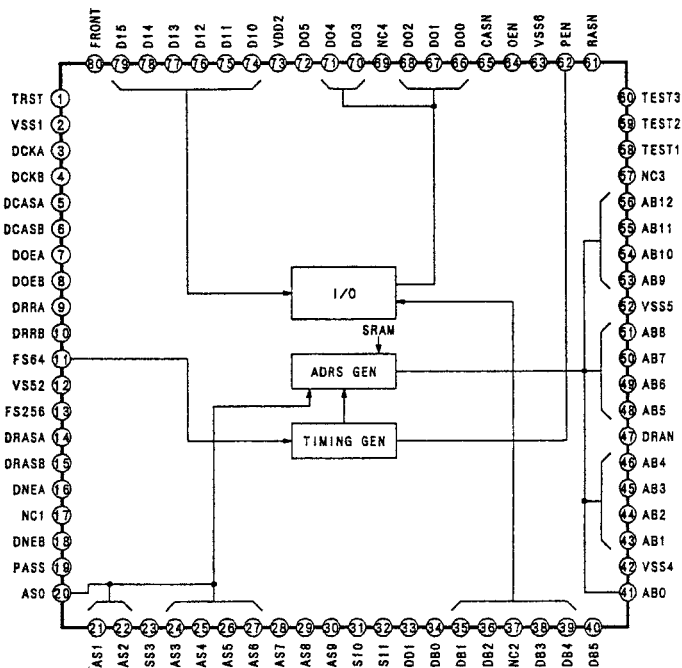 FRONT
D15
D14
D13
D12
D11
D10
VDD2
DO5
DO4
DO3
NC4
DO2
DO1
DO0
CASN
OEN
VSS6
PEN
RASN
80 79 78 77 76 75 74 73 72 71 70 69 68 67 66 65 64 63 62 61
TRST 1
VSS1 2
DCKA 3
DCKB 4
DCASA 5
DCASB 6
DOEA 7
DOEB 8
DRRA 9
DRRB 10
FS64 11
VS52 12
FS256 13
DRASA 14
DRASB 15
DNEA 16
NC1 17
DNEB 18
PASS 19
AS0 20
I/O
SRAM
ADRS GEN
TIMING GEN
60 TEST3
59 TEST2
58 TEST1
57 NC3
56 AB12
55 AB11
54 AB10
53 AB9
52 VSS5
51 AB8
50 AB7
49 AB6
48 AB5
47 DRAN
46 AB4
45 AB3
44 AB2
43 AB1
42 VSS4
41 AB0
21 22 23 24 25 26 27 28 29 30 31 32 33 34 35 36 37 38 39 40
AS1
AS2
SS3
AS3
AS4
AS5
AS6
AS7
AS8
AS9
S10
S11
DD1
DB0
DB1
DB2
NC2
DB3
DB4
DB5